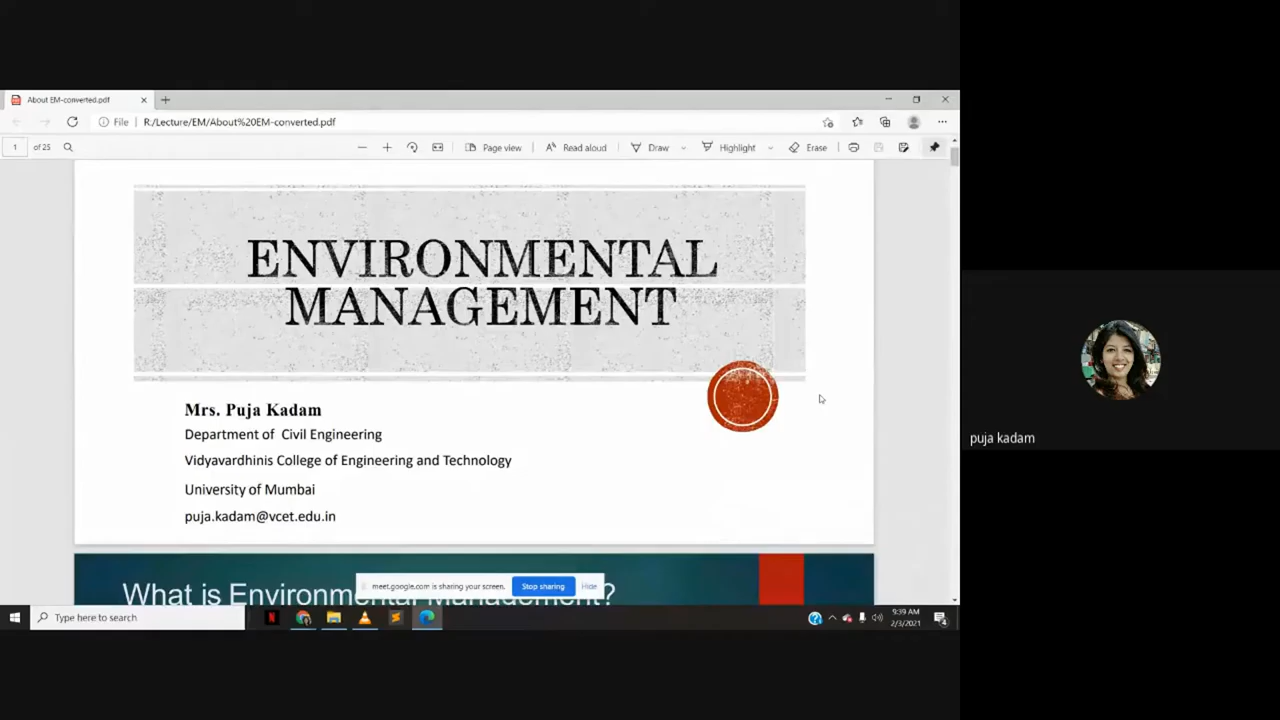 About EM-converted.pdf
File R:/Lecture/EM/About%20EM-converted.pdf
1 of 25 Page view Read aloud Draw Highlight Erase
ENVIRONMENTAL
MANAGEMENT
Mrs. Puja Kadam
Department of Civil Engineering
Vidyavardhinis College of Engineering and Technology
University of Mumbai
puja.kadam@vcet.edu.in
puja kadam
What is Environmental Management?
meet.google.com is sharing your screen. Stop sharing Hide
Type here to search
9:39 AM
2/3/2021
4